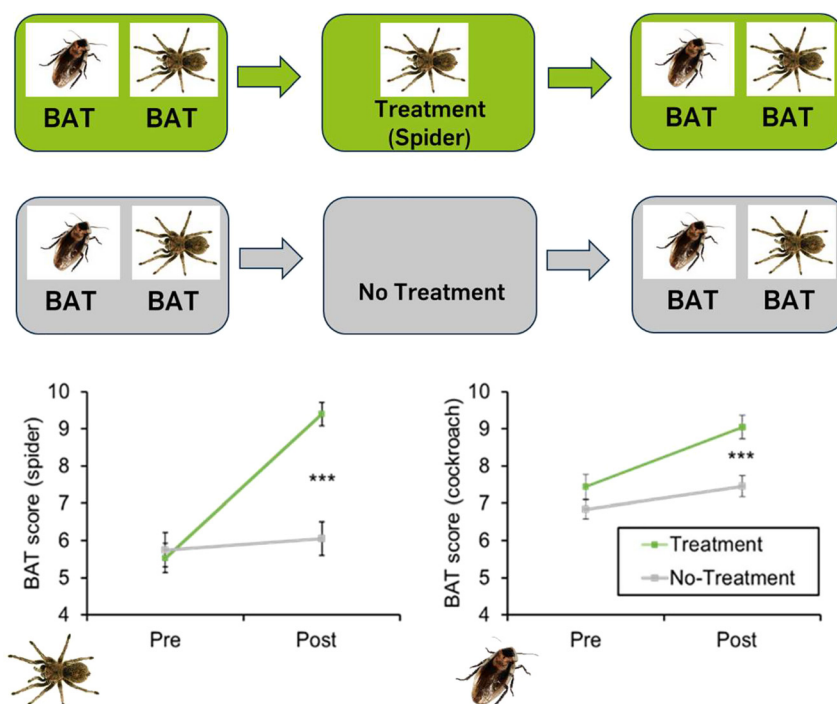 BAT BAT
Treatment
(Spider)
BAT BAT
BAT BAT
No Treatment
BAT BAT
BAT score (spider)
10
9
8
7
6
5
4
***
Pre Post
BAT score (cockroach)
10
9
8
7
6
5
4
***
Treatment
No-Treatment
Pre Post